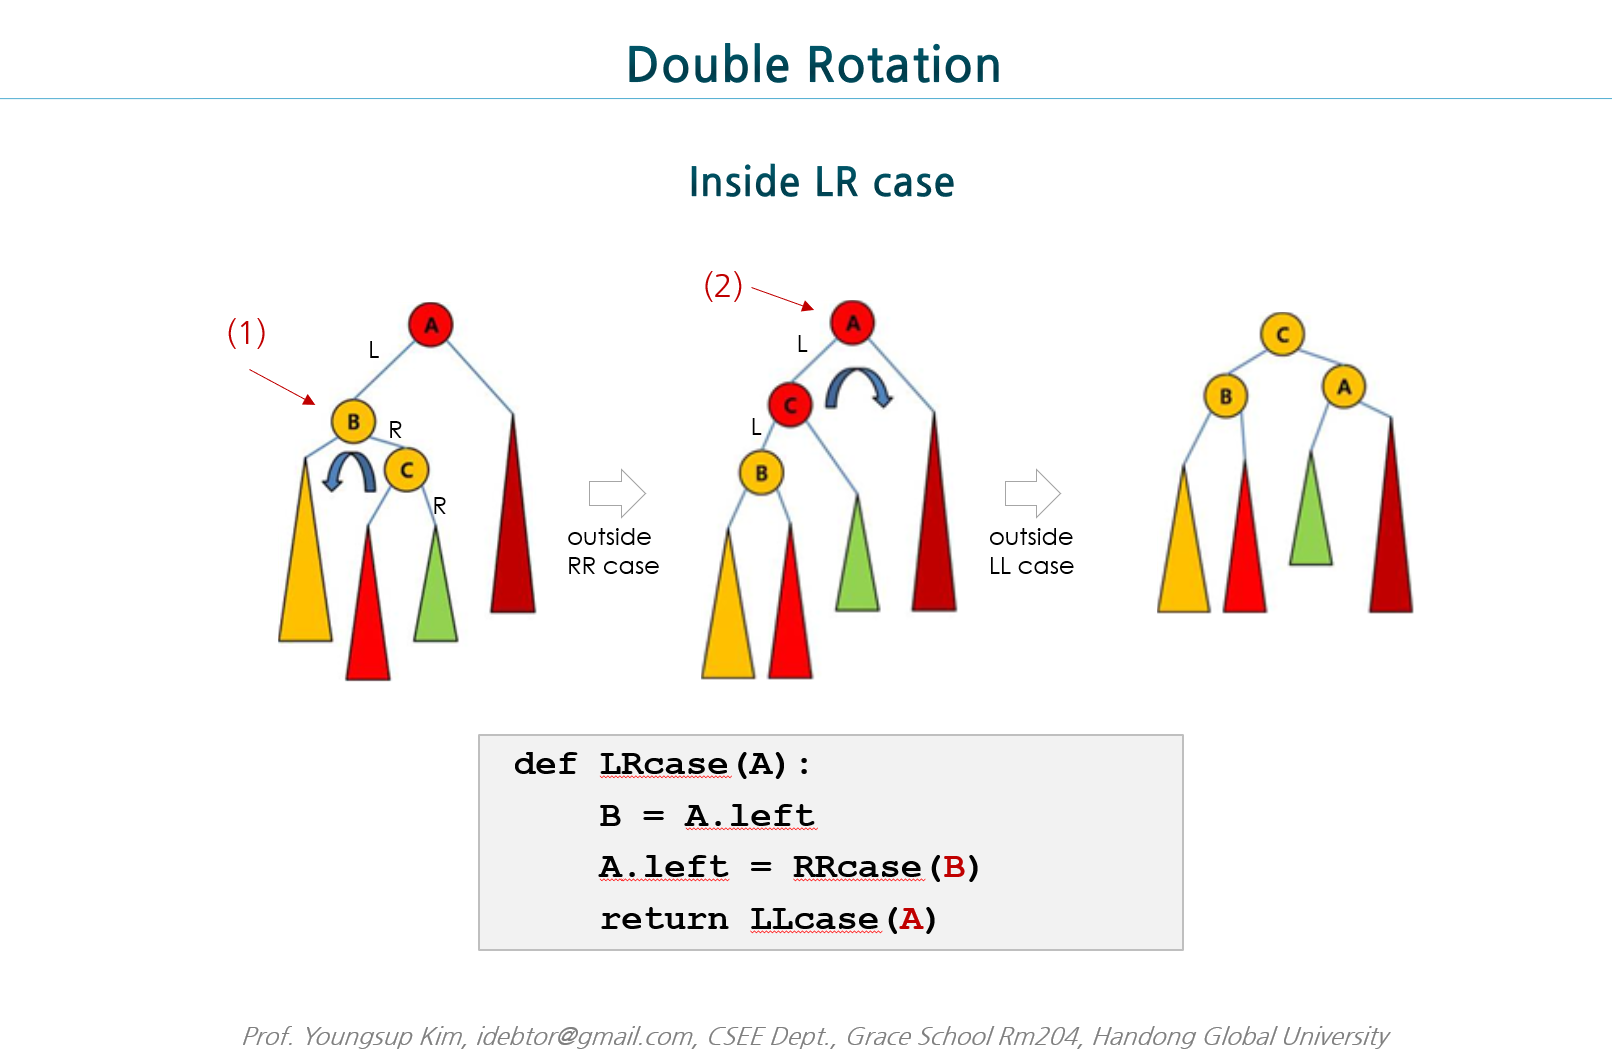 Double Rotation
Inside LR case
(1)
A
L
B
R
C
R
outside
RR case
(2)
A
L
C
L
B
outside
LL case
C
B
A
def LRcase(A):
    B = A.left
    A.left = RRcase(B)
    return LLcase(A)
Prof. Youngsup Kim, idebtor@gmail.com, CSEE Dept., Grace School Rm204, Handong Global University